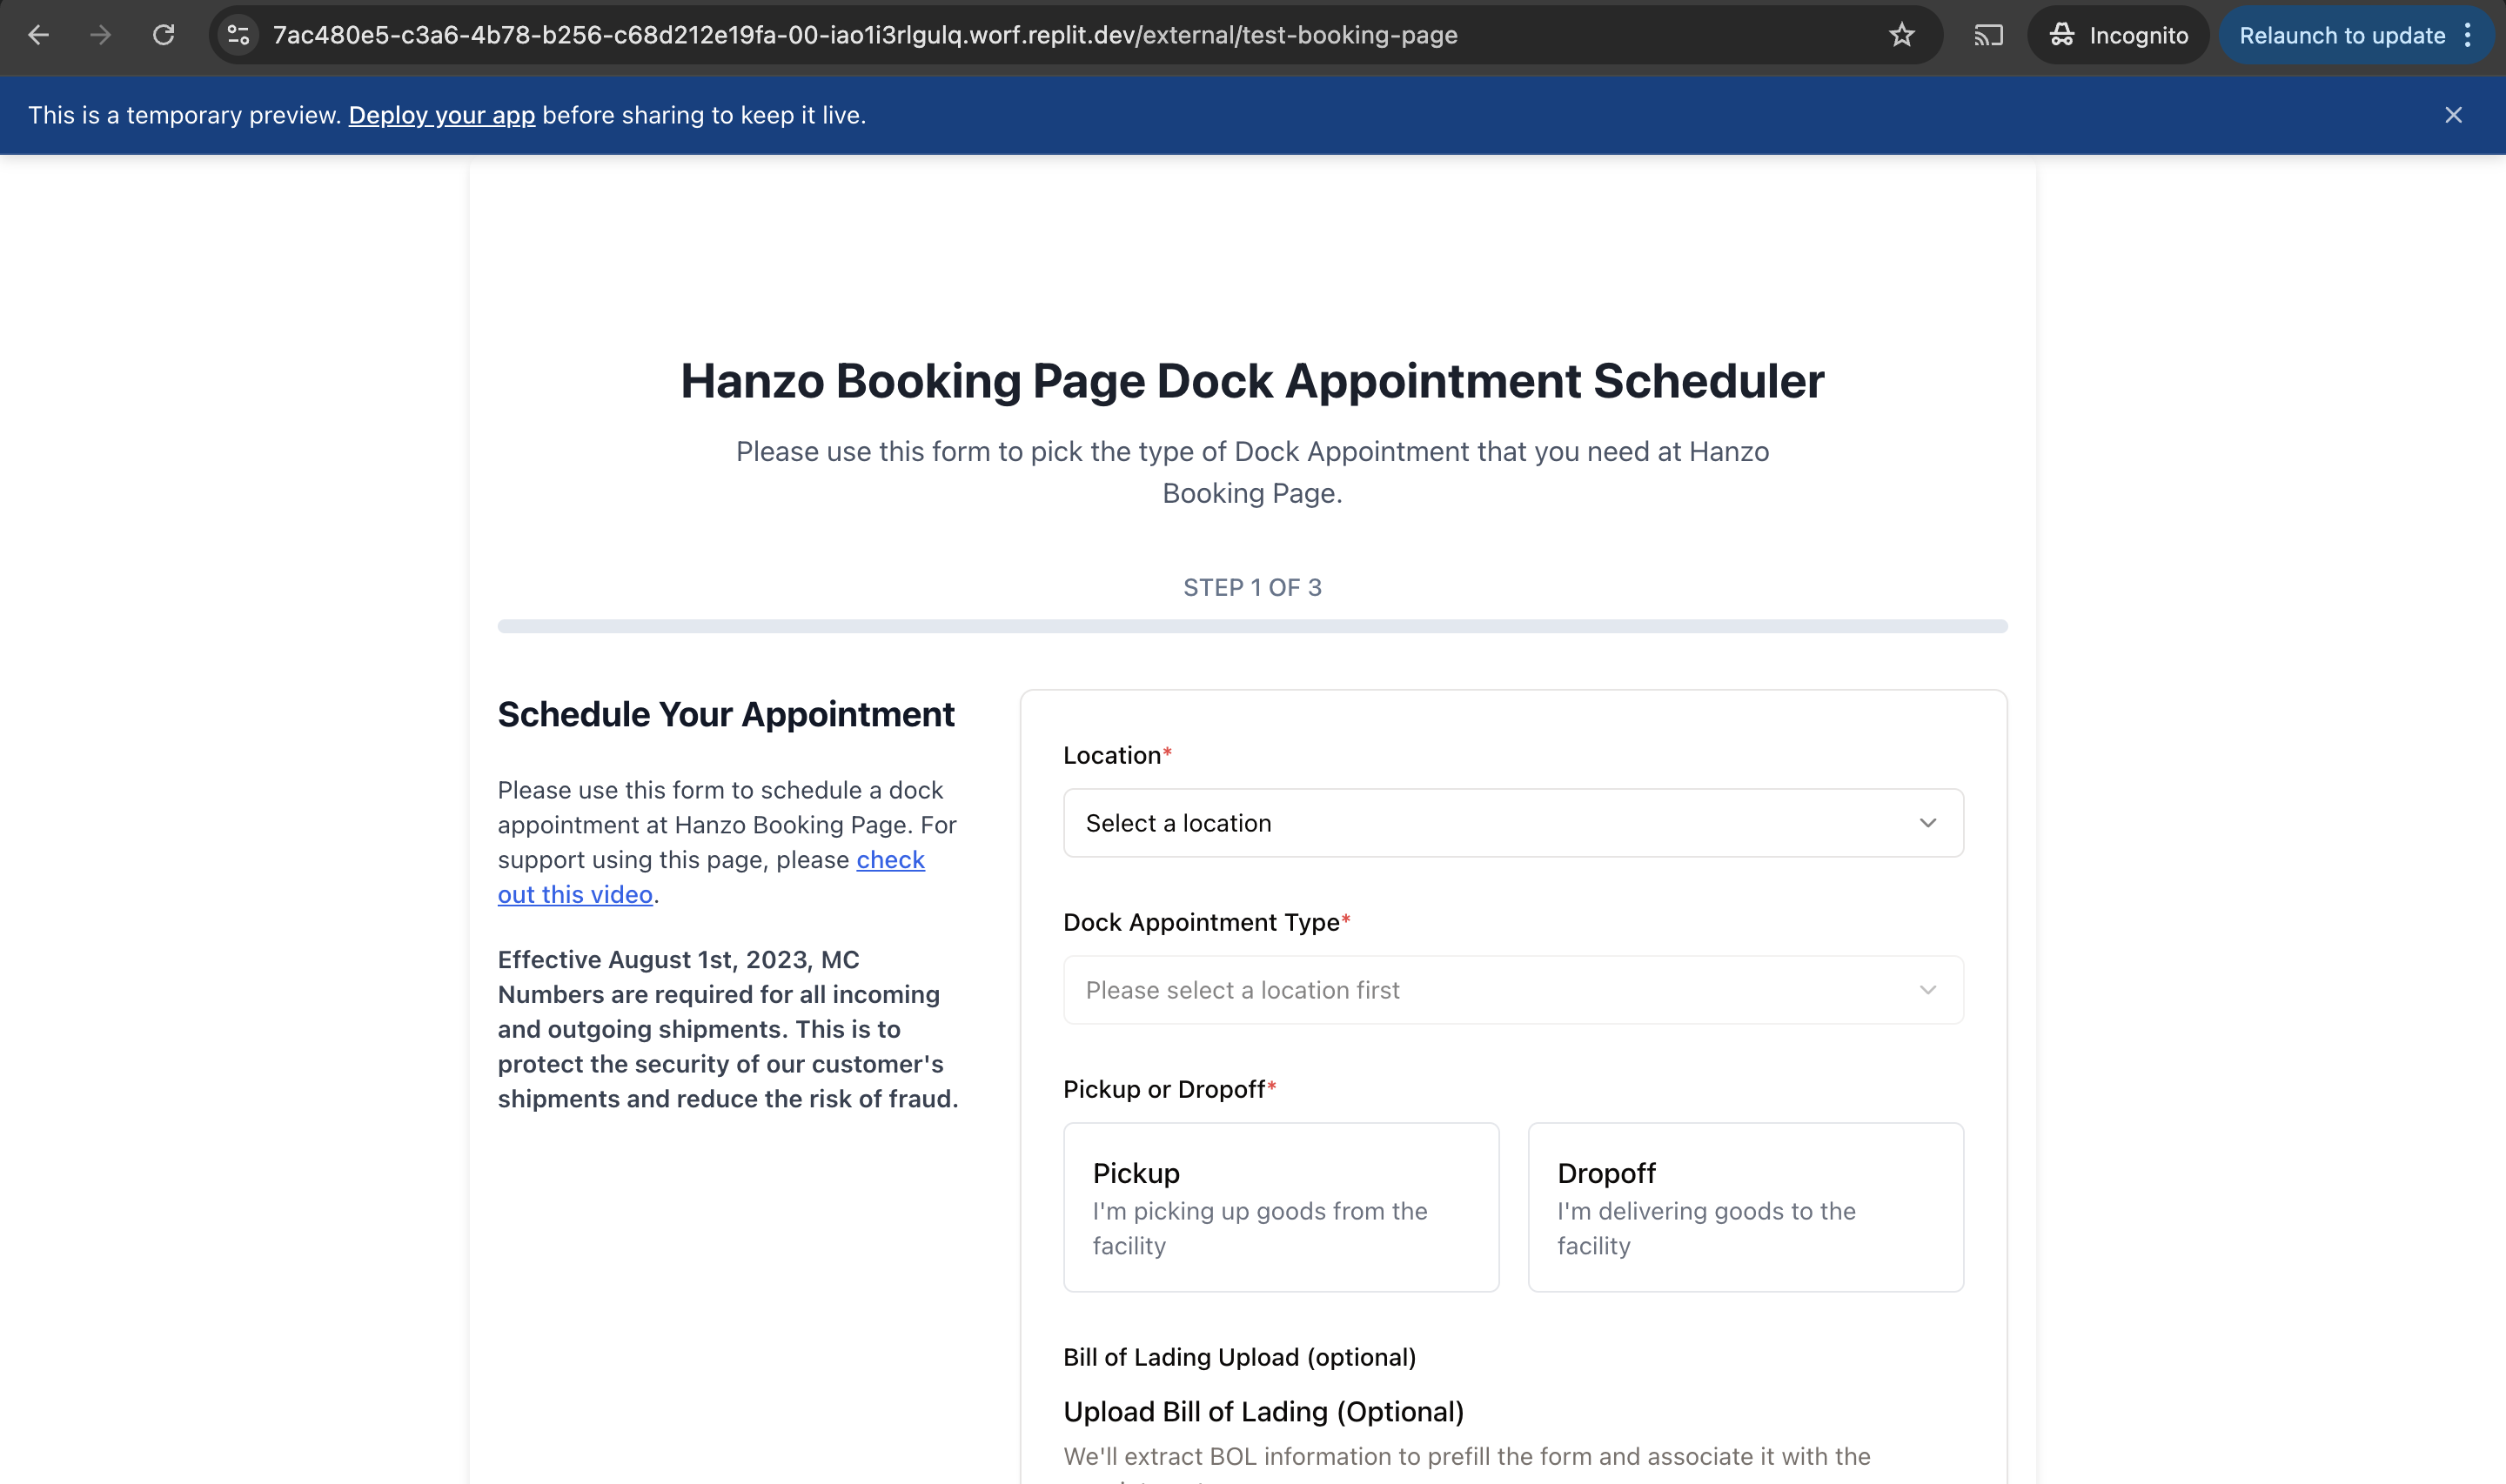 7ac480e5-c3a6-4b78-b256-c68d212e19fa-00-iao1i3rlgulq.worf.replit.dev/external/test-booking-page
Incognito
Relaunch to update
This is a temporary preview. Deploy your app before sharing to keep it live.
Hanzo Booking Page Dock Appointment Scheduler
Please use this form to pick the type of Dock Appointment that you need at Hanzo
Booking Page.
STEP 1 OF 3
Schedule Your Appointment
Please use this form to schedule a dock
appointment at Hanzo Booking Page. For
support using this page, please check
out this video.
Effective August 1st, 2023, MC
Numbers are required for all incoming
and outgoing shipments. This is to
protect the security of our customer's
shipments and reduce the risk of fraud.
Location*
Select a location
Dock Appointment Type*
Please select a location first
Pickup or Dropoff*
Pickup
I'm picking up goods from the
facility
Dropoff
I'm delivering goods to the
facility
Bill of Lading Upload (optional)
Upload Bill of Lading (Optional)
We'll extract BOL information to prefill the form and associate it with the